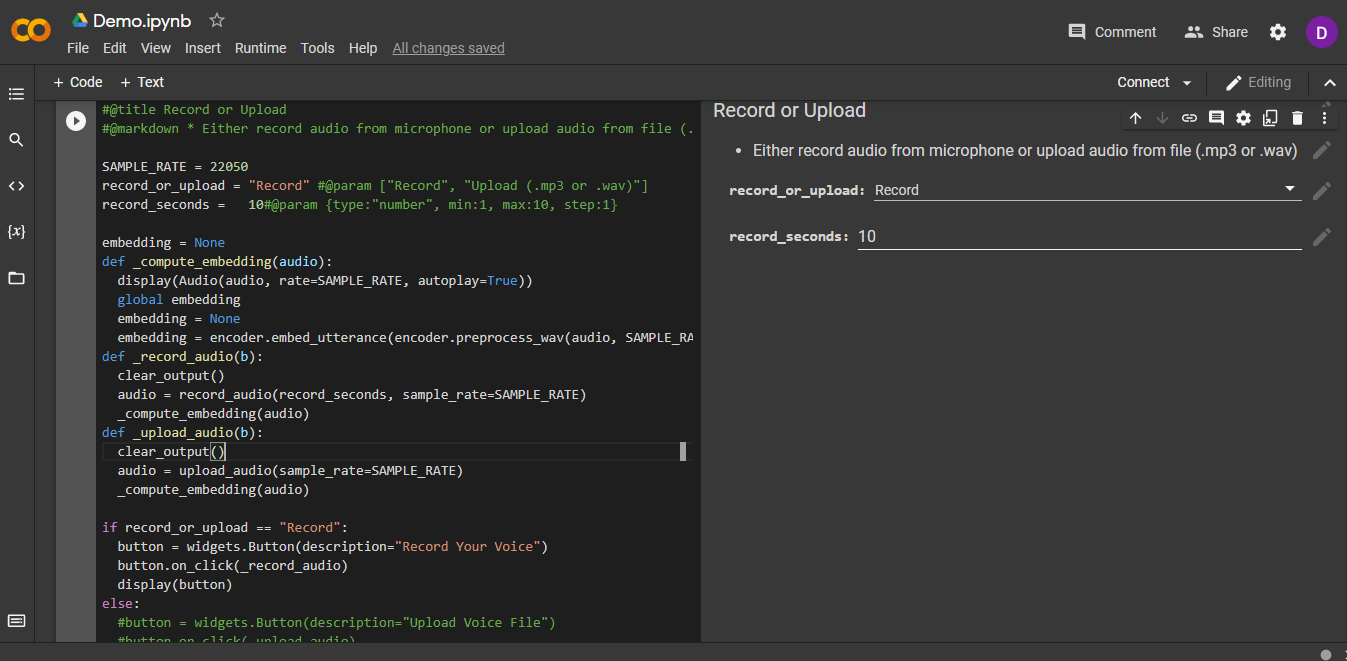 Demo.ipynb
File Edit View Insert Runtime Tools Help All changes saved
Comment Share D
+ Code + Text
Connect Editing
#@title Record or Upload
#@markdown * Either record audio from microphone or upload audio from file (.
SAMPLE_RATE = 22050
record_or_upload = "Record" #@param ["Record", "Upload (.mp3 or .wav)"]
record_seconds =   10#@param {type:"number", min:1, max:10, step:1}
embedding = None
def _compute_embedding(audio):
  display(Audio(audio, rate=SAMPLE_RATE, autoplay=True))
  global embedding
  embedding = None
  embedding = encoder.embed_utterance(encoder.preprocess_wav(audio, SAMPLE_RA
def _record_audio(b):
  clear_output()
  audio = record_audio(record_seconds, sample_rate=SAMPLE_RATE)
  _compute_embedding(audio)
def _upload_audio(b):
  clear_output()
  audio = upload_audio(sample_rate=SAMPLE_RATE)
  _compute_embedding(audio)
if record_or_upload == "Record":
  button = widgets.Button(description="Record Your Voice")
  button.on_click(_record_audio)
  display(button)
else:
  #button = widgets.Button(description="Upload Voice File")
  #button.on_click(_upload_audio)
Record or Upload
• Either record audio from microphone or upload audio from file (.mp3 or .wav)
record_or_upload: Record
record_seconds: 10